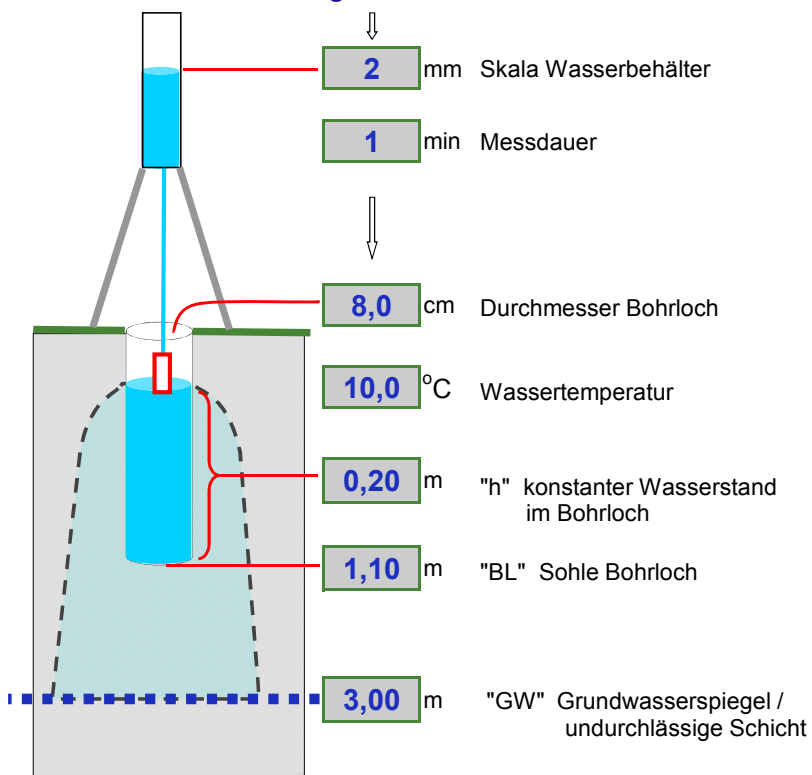 2 mm Skala Wasserbehälter
1 min Messdauer
8,0 cm Durchmesser Bohrloch
10,0 °C Wassertemperatur
0,20 m "h" konstanter Wasserstand
im Bohrloch
1,10 m "BL" Sohle Bohrloch
3,00 m "GW" Grundwasserspiegel /
undurchlässige Schicht